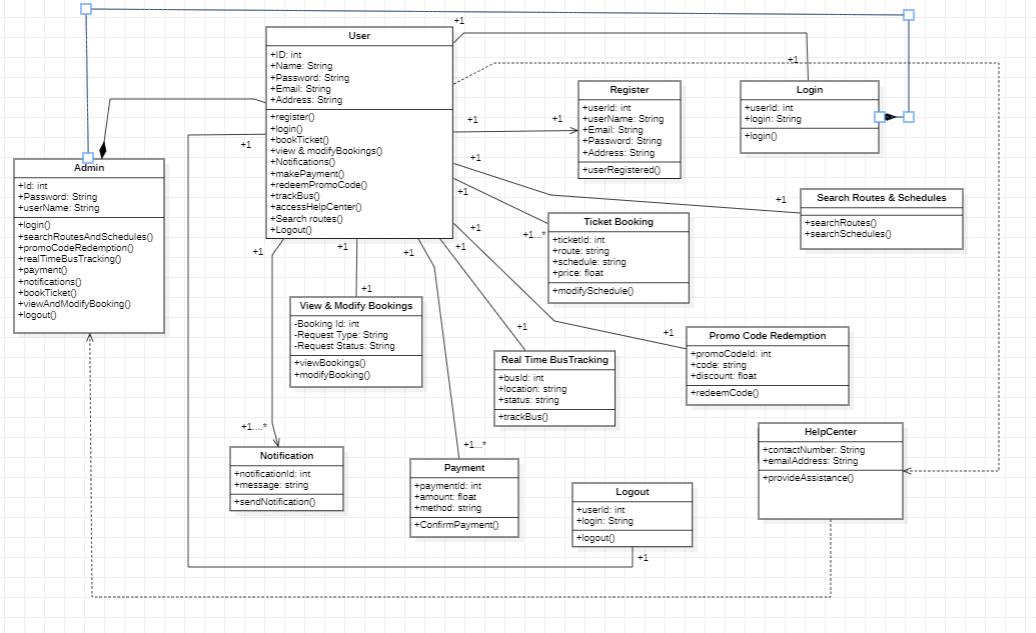 +1
User
+ID: int
+Name: String
+Password: String
+Email: String
+Address: String
+register()
+login()
+bookTicket()
+view & modifyBookings()
+Notifications()
+makePayment()
+redeemPromoCode()
+trackBus()
+accessHelpCenter()
+Search routes()
+Logout()
+1
Register
+userId: int
+userName: String
+Email: String
+Password: String
+Address: String
+userRegistered()
Login
+userId: int
+login: String
+login()
+1
+1
+1
+1
+1
Admin
+Id: int
+Password: String
+userName: String
+login()
+searchRoutesAndSchedules()
+promoCodeRedemption()
+realTimeBusTracking()
+payment()
+notifications()
+bookTicket()
+viewAndModifyBooking()
+logout()
Search Routes & Schedules
+searchRoutes()
+searchSchedules()
+1
+1
+1...*
Ticket Booking
+ticketId: int
+route: string
+schedule: string
+price: float
+modifySchedule()
+1
+1
+1
+1
+1
View & Modify Bookings
-Booking Id: int
-Request Type: String
-Request Status: String
+viewBookings()
+modifyBooking()
+1
+1
Real Time BusTracking
+busId: int
+location: string
+status: string
+trackBus()
Promo Code Redemption
+promoCodeId: int
+code: string
+discount: float
+redeemCode()
+1...*
+1...*
Notification
+notificationId: int
+message: string
+sendNotification()
Payment
+paymentId: int
+amount: float
+method: string
+ConfirmPayment()
HelpCenter
+contactNumber: String
+emailAddress: String
+provideAssistance()
Logout
+userId: int
+login: String
+logout()
+1